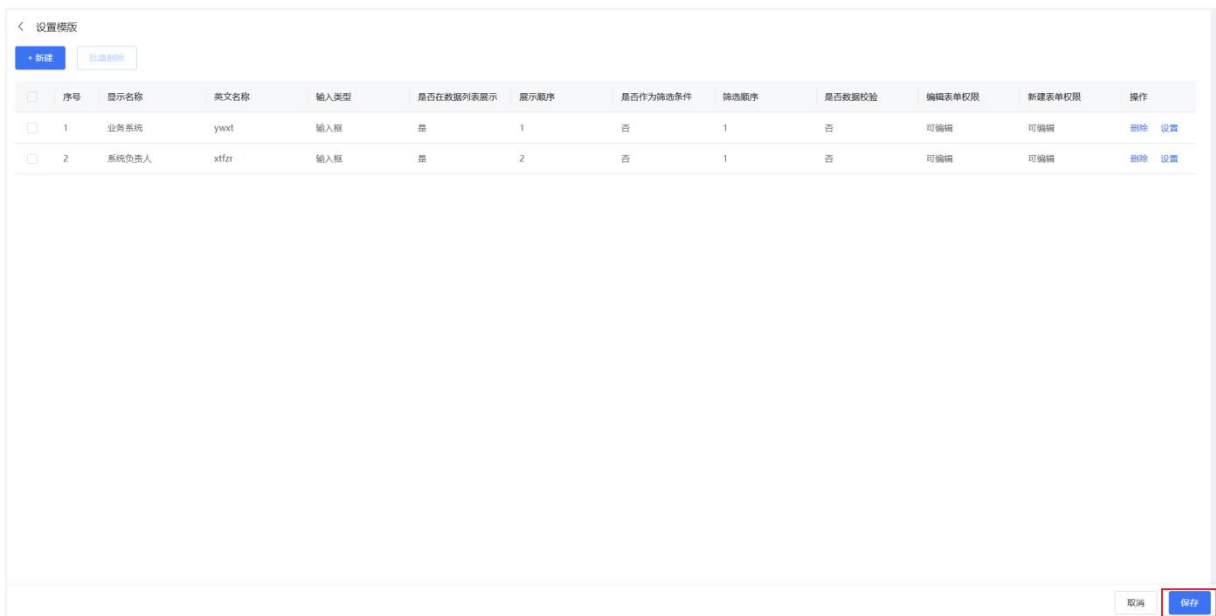 设置模版
+ 新建 批量删除
序号 显示名称 英文名称 输入类型 是否在数据列表展示 展示顺序 是否作为筛选条件 筛选顺序 是否数据校验 编辑表单权限 新建表单权限 操作
1 业务系统 ywxt 输入框 是 1 否 1 否 可编辑 可编辑 删除 设置
2 系统负责人 xtfzr 输入框 是 2 否 1 否 可编辑 可编辑 删除 设置
取消 保存